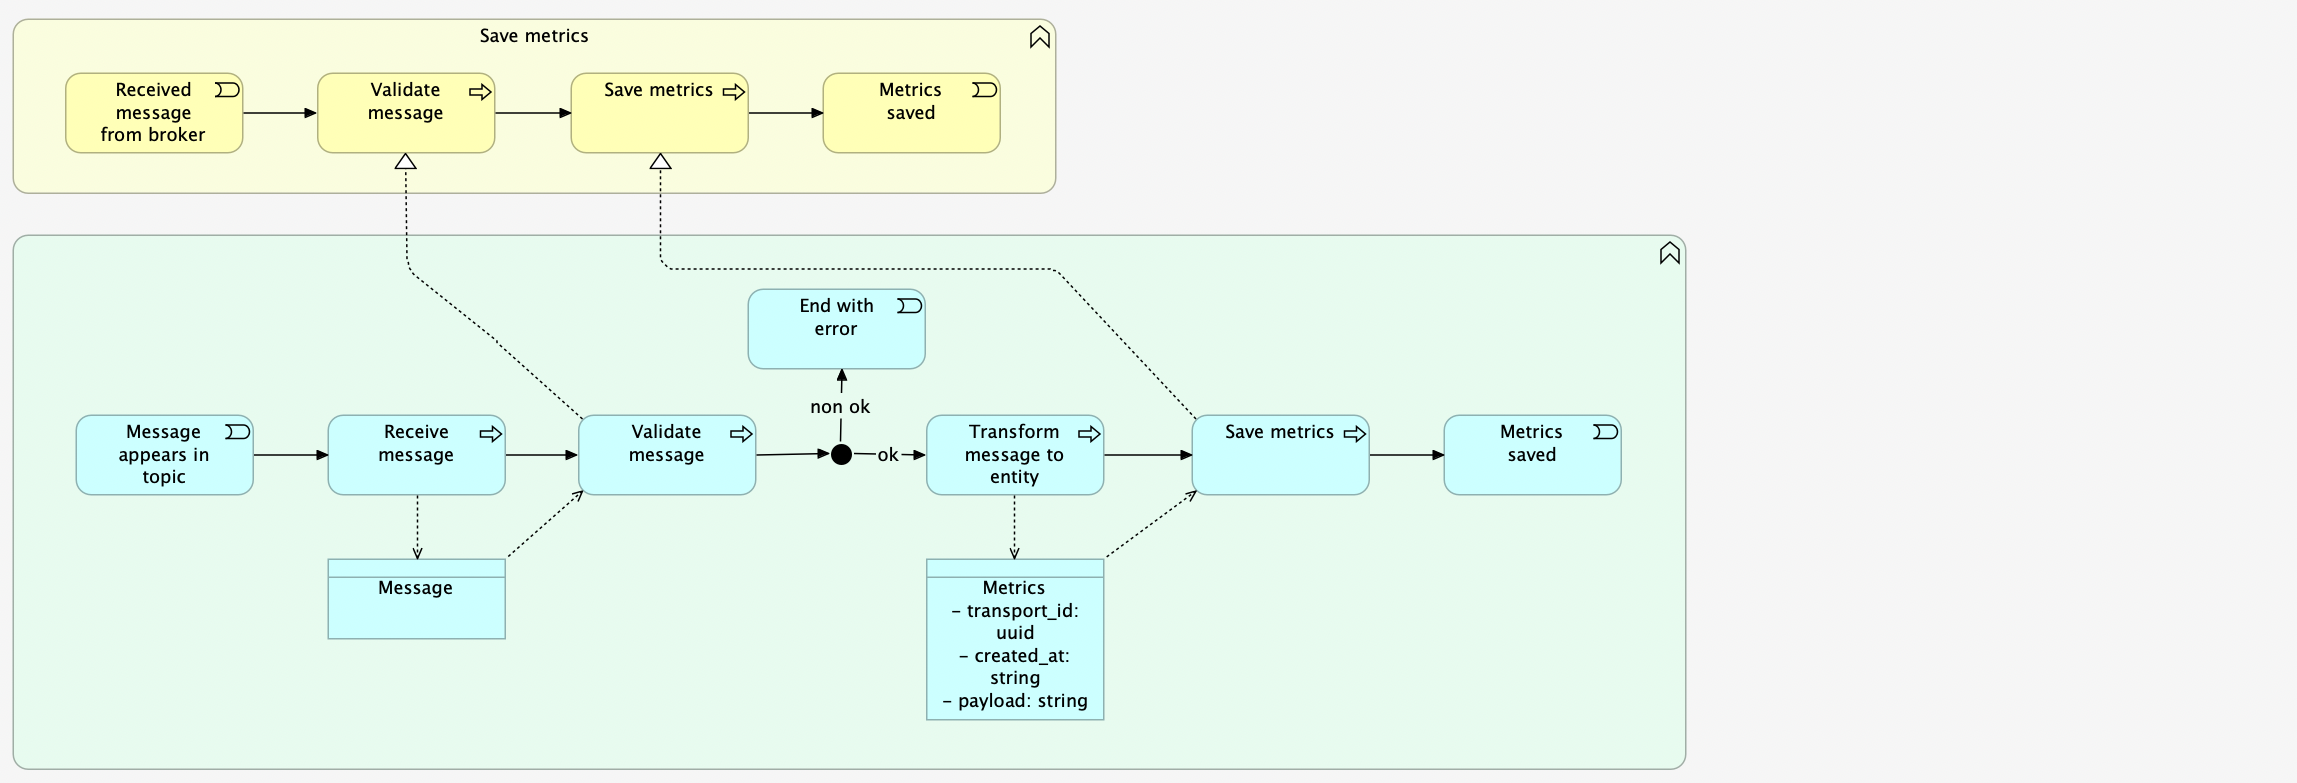 Save metrics
Received
message
from broker
Validate
message
Save metrics
Metrics
saved
End with
error
non ok
Message
appears in
topic
Receive
message
Validate
message
ok
Transform
message to
entity
Save metrics
Metrics
saved
Message
Metrics
– transport_id:
uuid
– created_at:
string
– payload: string